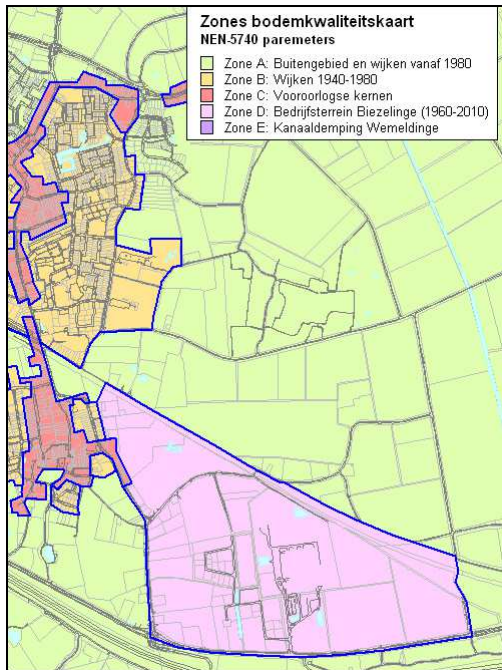 Zones bodemkwaliteitskaart
NEN-5740 paremeters
Zone A: Buitengebied en wijken vanaf 1980
Zone B: Wijken 1940-1980
Zone C: Vooroorlogse kernen
Zone D: Bedrijfsterrein Biezelinge (1960-2010)
Zone E: Kanaaldemping Wemeldinge